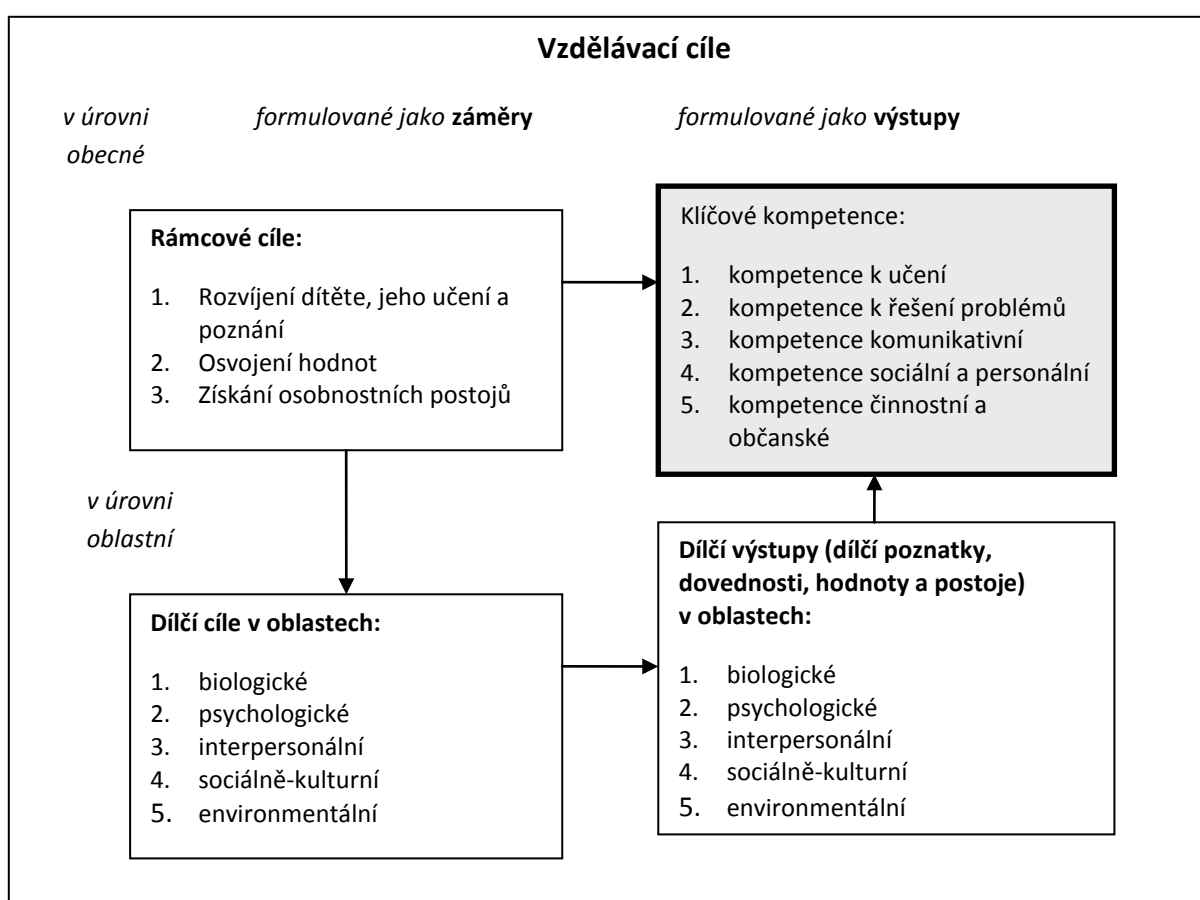 Vzdělávací cíle
v úrovni formulované jako záměry formulované jako výstupy
obecné
Rámcové cíle:
1. Rozvíjení dítěte, jeho učení a
poznání
2. Osvojení hodnot
3. Získání osobnostních postojů
Klíčové kompetence:
1. kompetence k učení
2. kompetence k řešení problémů
3. kompetence komunikativní
4. kompetence sociální a personální
5. kompetence činnostní a
občanské
v úrovni
oblastní
Dílčí cíle v oblastech:
1. biologické
2. psychologické
3. interpersonální
4. sociálně-kulturní
5. environmentální
Dílčí výstupy (dílčí poznatky,
dovednosti, hodnoty a postoje)
v oblastech:
1. biologické
2. psychologické
3. interpersonální
4. sociálně-kulturní
5. environmentální